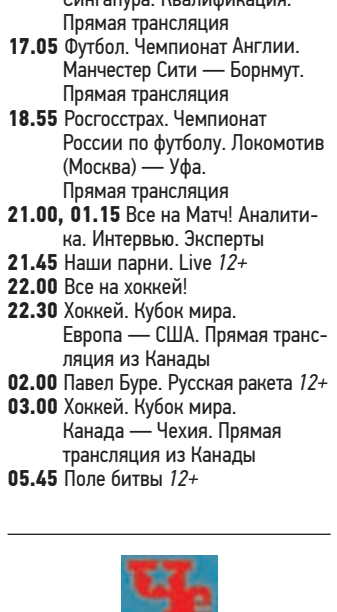 Сингапура. Квалификация.
Прямая трансляция
17.05 Футбол. Чемпионат Англии.
Манчестер Сити — Борнмут.
Прямая трансляция
18.55 Росгосстрах. Чемпионат
России по футболу. Локомотив
(Москва) — Уфа.
Прямая трансляция
21.00, 01.15 Все на Матч! Аналити-
ка. Интервью. Эксперты
21.45 Наши парни. Live 12+
22.00 Все на хоккей!
22.30 Хоккей. Кубок мира.
Европа — США. Прямая транс-
ляция из Канады
02.00 Павел Буре. Русская ракета 12+
03.00 Хоккей. Кубок мира.
Канада — Чехия. Прямая
трансляция из Канады
05.45 Поле битвы 12+
Че